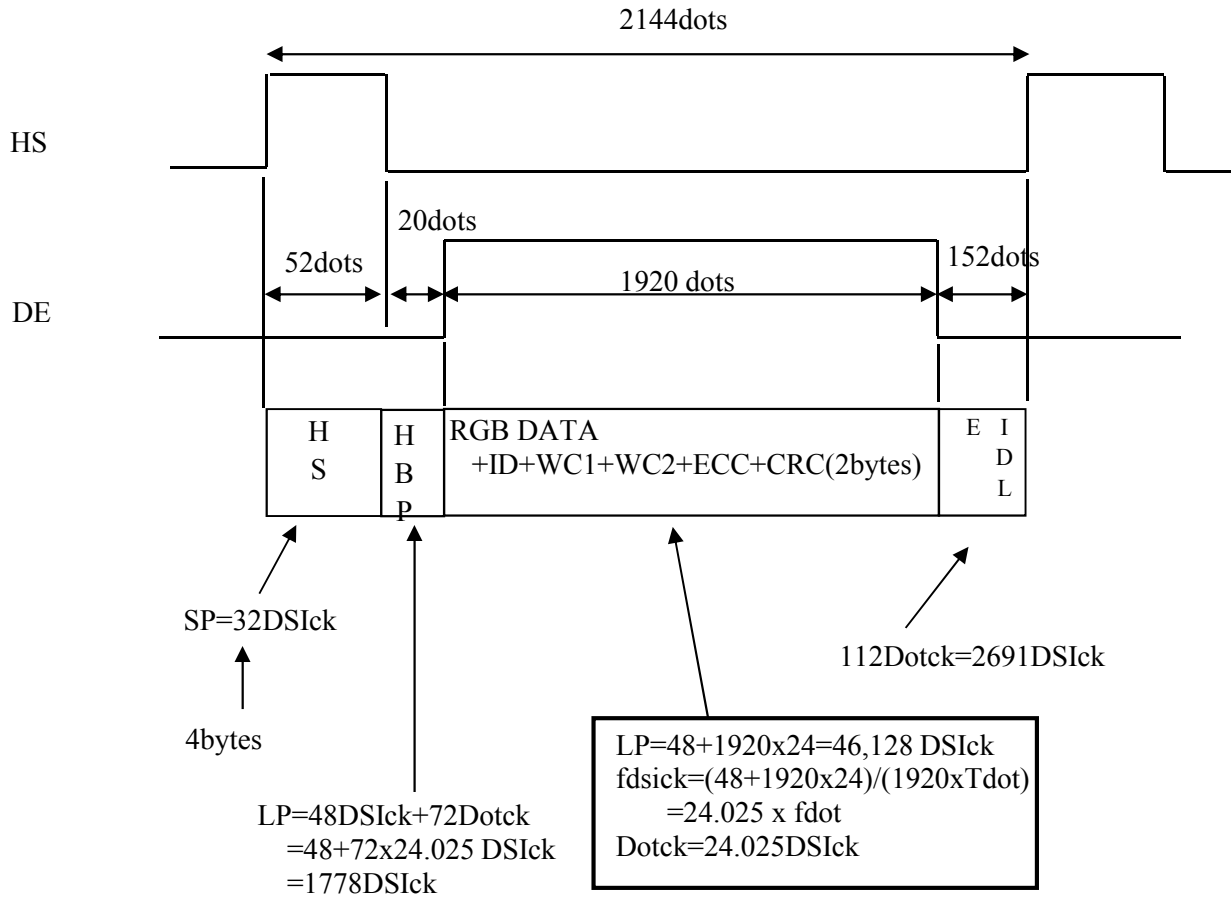 2144dots
HS
20dots
52dots
1920 dots
152dots
DE
H
S
H
B
P
RGB DATA
+ID+WC1+WC2+ECC+CRC(2bytes)
E I
D
L
SP=32DSIck
4bytes
112Dotck=2691DSIck
LP=48DSIck+72Dotck
=48+72x24.025 DSIck
=1778DSIck
LP=48+1920x24=46,128 DSIck
fdsick=(48+1920x24)/(1920xTdot)
=24.025 x fdot
Dotck=24.025DSIck